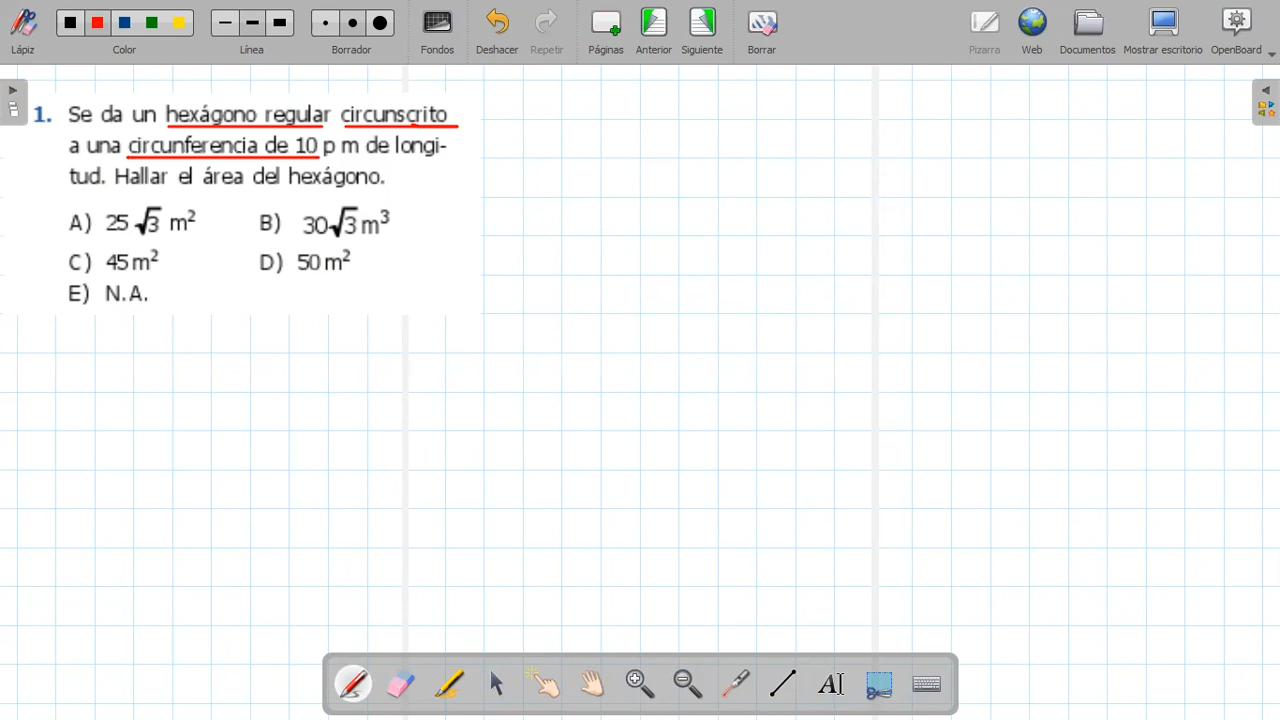 Lápiz Color Línea Borrador Fondos Deshacer Repetir Páginas Anterior Siguiente Borrar Pizarra Web Documentos Mostrar escritorio OpenBoard
1. Se da un hexágono regular circunscrito
a una circunferencia de 10 p m de longi-
tud. Hallar el área del hexágono.
A) 25√3 m² B) 30√3 m³
C) 45 m² D) 50 m²
E) N.A.